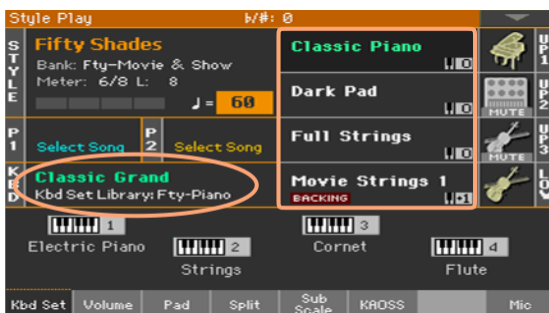 Style Play
♭/#: 0
STYLE
Fifty Shades
Bank: Fty-Movie & Show
Meter: 6/8 L: 8
♩= 60
P1
Select Song
P2
Select Song
KBD
Classic Grand
Kbd Set Library: Fty-Piano
Classic Piano
0
UP1
Dark Pad
MUTE
UP2
Full Strings
0
MUTE
UP3
Movie Strings 1
BACKING
+1
LOW
1
Electric Piano
2
Strings
3
Cornet
4
Flute
Kbd Set
Volume
Pad
Split
Sub
Scale
KAOSS
Mic